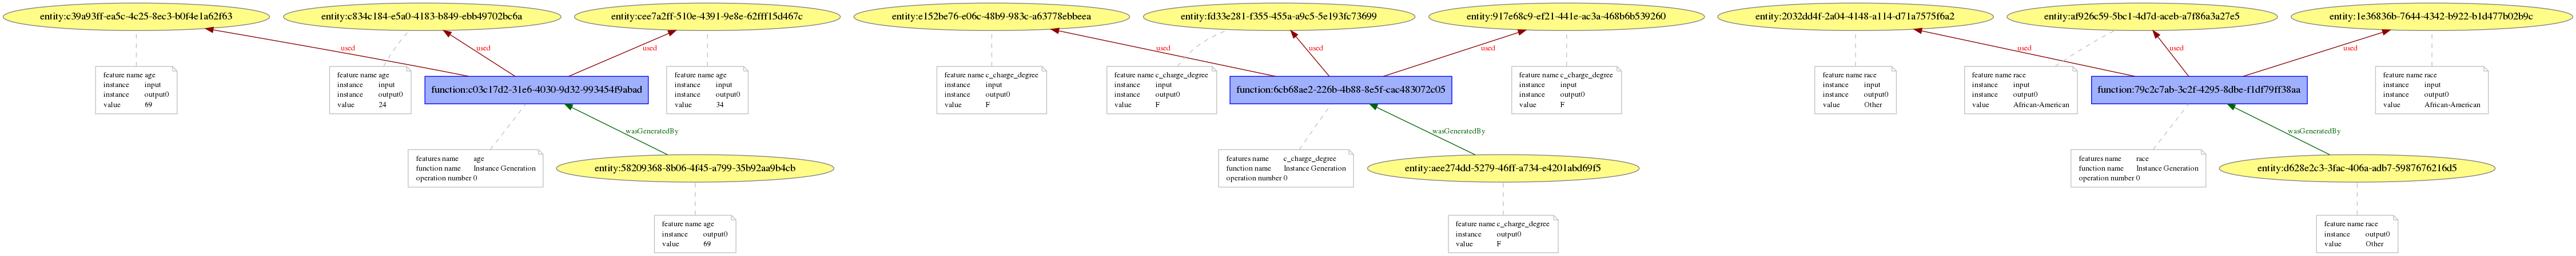 entity:c39a93ff-ea5c-4c25-8ec3-b0f4e1a62f63
entity:c834c184-e5a0-4183-b849-ebb49702bc6a
entity:cee7a2ff-510e-4391-9e8e-62fff15d467c
entity:e152be76-e06c-48b9-983c-a63778ebbeea
entity:fd33e281-f355-455a-a9c5-5e193fc73699
entity:917e68c9-ef21-441e-ac3a-468b6b539260
entity:2032dd4f-2a04-4148-a114-d71a7575f6a2
entity:af926c59-5bc1-4d7d-aceb-a7f86a3a27e5
entity:1e36836b-7644-4342-b922-b1d477b02b9c
used
used
used
used
used
used
used
used
used
feature name age
instance input
instance output0
value 69
feature name age
instance input
instance output0
value 24
function:c03c17d2-31e6-4030-9d32-993454f9abad
feature name age
instance input
instance output0
value 34
feature name c_charge_degree
instance input
instance output0
value F
feature name c_charge_degree
instance input
instance output0
value F
function:6cb68ae2-226b-4b88-8e5f-cac483072c05
feature name c_charge_degree
instance input
instance output0
value F
feature name race
instance input
instance output0
value Other
feature name race
instance input
instance output0
value African-American
function:79c2c7ab-3c2f-4295-8dbe-f1df79ff38aa
feature name race
instance input
instance output0
value African-American
wasGeneratedBy
wasGeneratedBy
wasGeneratedBy
features name age
function name Instance Generation
operation number 0
entity:58209368-8b06-4f45-a799-35b92aa9b4cb
features name c_charge_degree
function name Instance Generation
operation number 0
entity:aee274dd-5279-46ff-a734-e4201abd69f5
features name race
function name Instance Generation
operation number 0
entity:d628e2c3-3fac-406a-adb7-5987676216d5
feature name age
instance output0
value 69
feature name c_charge_degree
instance output0
value F
feature name race
instance output0
value Other